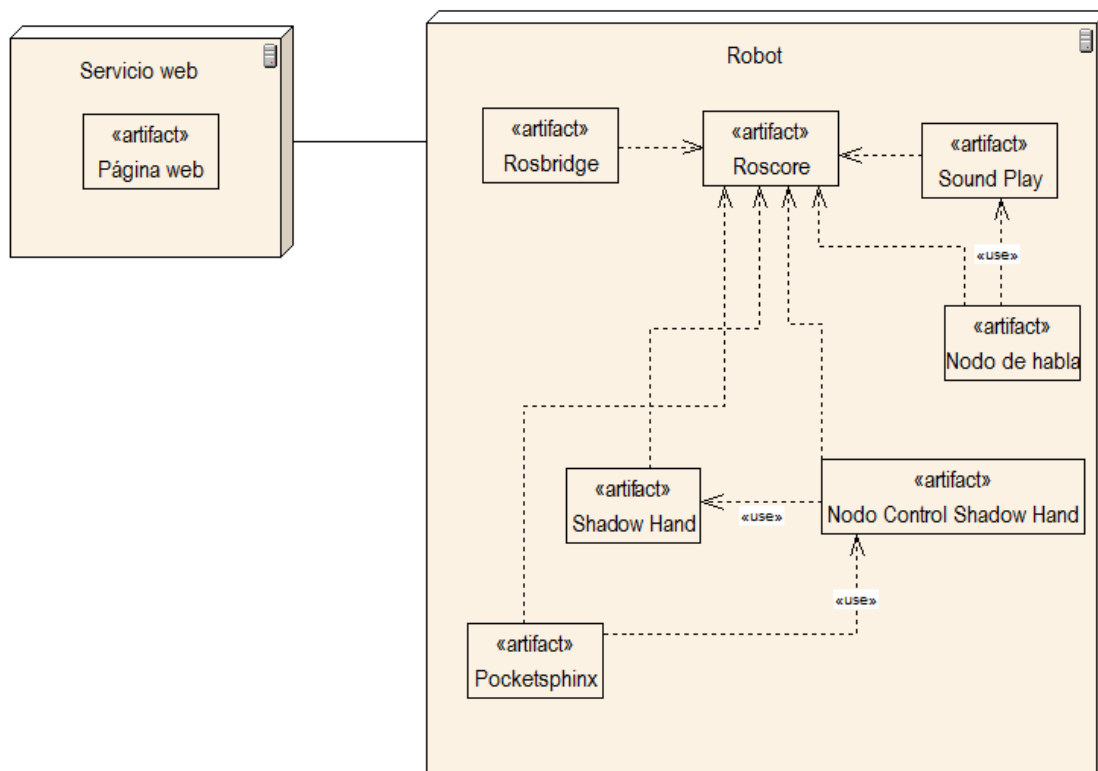 Servicio web
«artifact»
Página web
Robot
«artifact»
Rosbridge
«artifact»
Roscore
«artifact»
Sound Play
«use»
«artifact»
Nodo de habla
«artifact»
Shadow Hand
«use»
«artifact»
Nodo Control Shadow Hand
«use»
«artifact»
Pocketsphinx